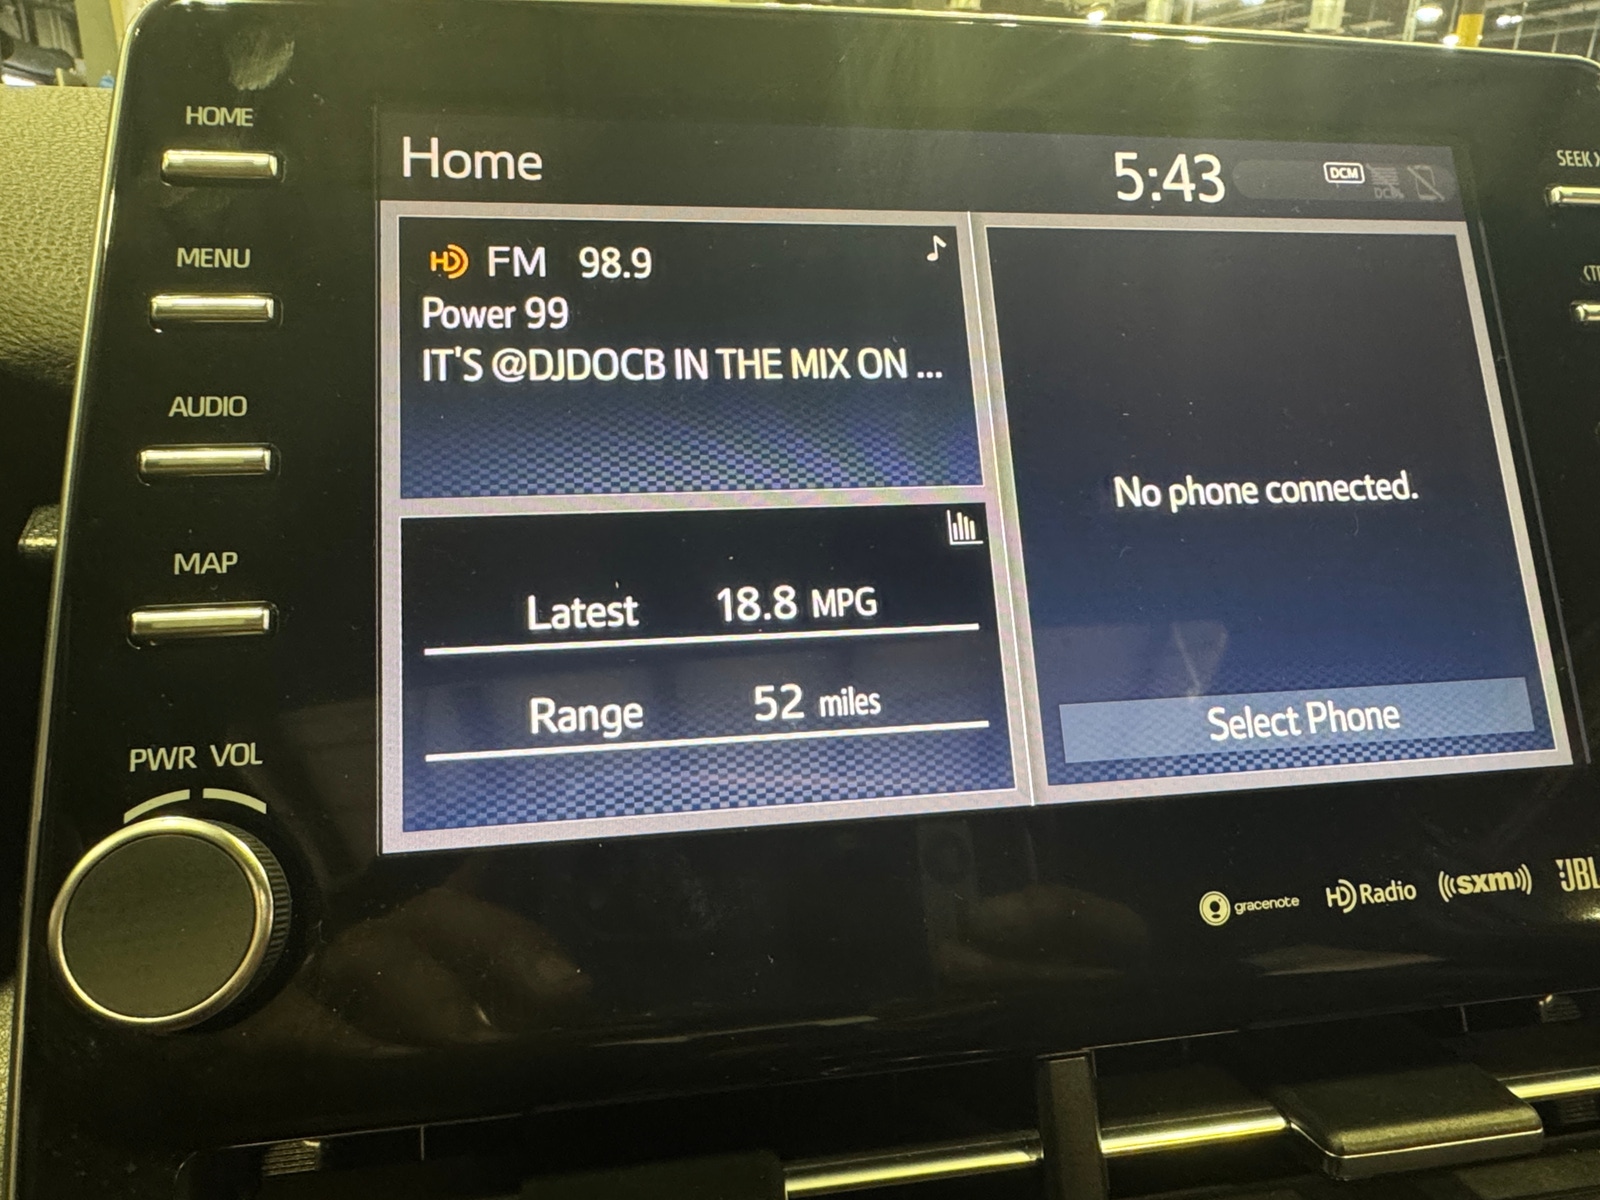 HOME
MENU
AUDIO
MAP
PWR VOL
Home
5:43
DCM
HD FM 98.9
Power 99
IT'S @DJDOCB IN THE MIX ON ...
Latest 18.8 MPG
Range 52 miles
No phone connected.
Select Phone
SEEK
gracenote
HD Radio
sxm
JBL